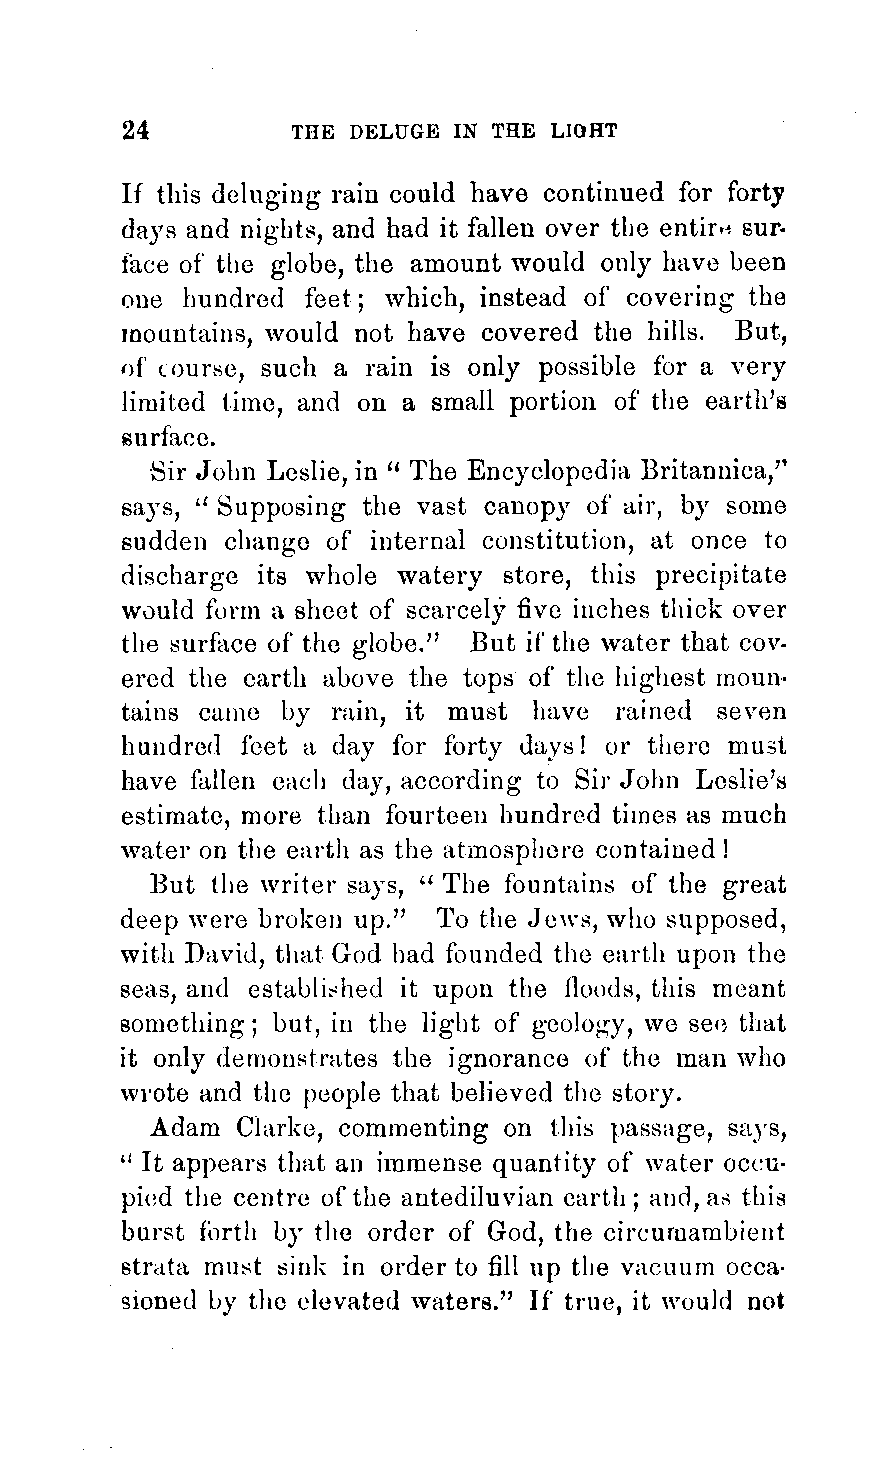 24 THE DELUGE IN THE LIGHT
If this deluging rain could have continued for forty
days and nights, and had it fallen over the entire sur-
face of the globe, the amount would only have been
one hundred feet; which, instead of covering the
mountains, would not have covered the hills. But,
of course, such a rain is only possible for a very
limited time, and on a small portion of the earth's
surface.
Sir John Leslie, in " The Encyclopedia Britannica,"
says, " Supposing the vast canopy of air, by some
sudden change of internal constitution, at once to
discharge its whole watery store, this precipitate
would form a sheet of scarcely five inches thick over
the surface of the globe." But if the water that cov-
ered the earth above the tops of the highest moun-
tains came by rain, it must have rained seven
hundred feet a day for forty days! or there must
have fallen each day, according to Sir John Leslie's
estimate, more than fourteen hundred times as much
water on the earth as the atmosphere contained!
But the writer says, " The fountains of the great
deep were broken up." To the Jews, who supposed,
with David, that God had founded the earth upon the
seas, and established it upon the floods, this meant
something; but, in the light of geology, we see that
it only demonstrates the ignorance of the man who
wrote and the people that believed the story.
Adam Clarke, commenting on this passage, says,
" It appears that an immense quantity of water occu-
pied the centre of the antediluvian earth; and, as this
burst forth by the order of God, the circumambient
strata must sink in order to fill up the vacuum occa-
sioned by the elevated waters." If true, it would not